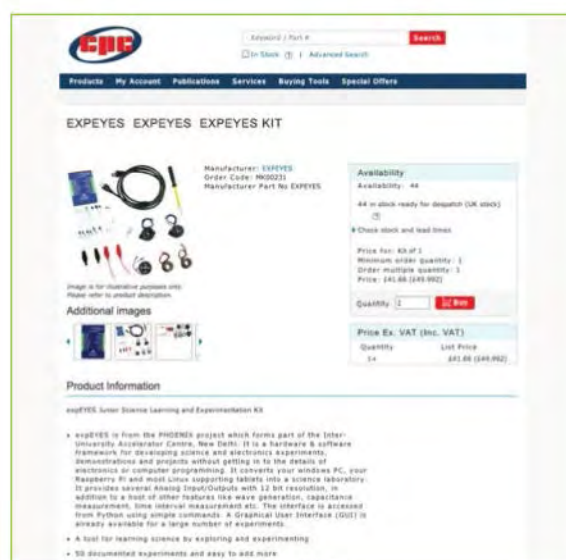 cpc
Keyword / Part #
Search
In Stock | Advanced Search
Products My Account Publications Services Buying Tools Special Offers
EXPEYES EXPEYES EXPEYES KIT
Manufacturer: EXPEYES
Order Code: MK00231
Manufacturer Part No EXPEYES
Image is for illustrative purposes only.
Please refer to product description.
Additional images
Availability
Availability: 44
44 in stock ready for despatch (UK stock)
Check stock and lead times
Price for: Kit of 1
Minimum order quantity: 1
Order multiple quantity: 1
Price: £41.66 (£49.992)
Quantity 1 Buy
Price Ex. VAT (Inc. VAT)
Quantity List Price
1+ £41.66 (£49.992)
Product Information
expEYES Junior Science Learning and Experimentation Kit
expEYES is from the PHOENIX project which forms part of the Inter-
University Accelerator Centre, New Delhi. It is a hardware & software
framework for developing science and electronics experiments,
demonstrations and projects without getting in to the details of
electronics or computer programming. It converts your windows PC, your
Raspberry Pi and most Linux supporting tablets into a science laboratory.
It provides several Analog Input/Outputs with 12 bit resolution, in
addition to a host of other features like wave generation, capacitance
measurement, time interval measurement etc. The interface is accessed
from Python using simple commands. A Graphical User Interface (GUI) is
already available for a large number of experiments.
A tool for learning science by exploring and experimenting
50 documented experiments and easy to add more